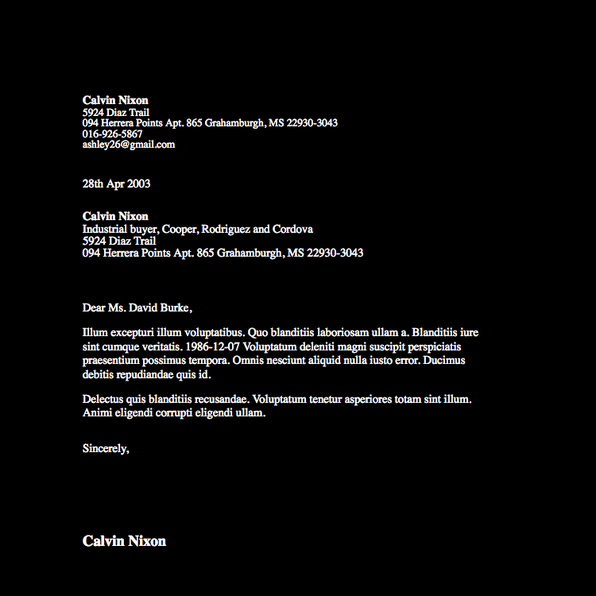 Calvin Nixon
5924 Diaz Trail
094 Herrera Points Apt. 865 Grahamburgh, MS 22930-3043
016-926-5867
ashley26@gmail.com
28th Apr 2003
Calvin Nixon
Industrial buyer, Cooper, Rodriguez and Cordova
5924 Diaz Trail
094 Herrera Points Apt. 865 Grahamburgh, MS 22930-3043
Dear Ms. David Burke,
Illum excepturi illum voluptatibus. Quo blanditiis laboriosam ullam a. Blanditiis iure
sint cumque veritatis. 1986-12-07 Voluptatum deleniti magni suscipit perspiciatis
praesentium possimus tempora. Omnis nesciunt aliquid nulla iusto error. Ducimus
debitis repudiandae quis id.
Delectus quis blanditiis recusandae. Voluptatum tenetur asperiores totam sint illum.
Animi eligendi corrupti eligendi ullam.
Sincerely,
Calvin Nixon